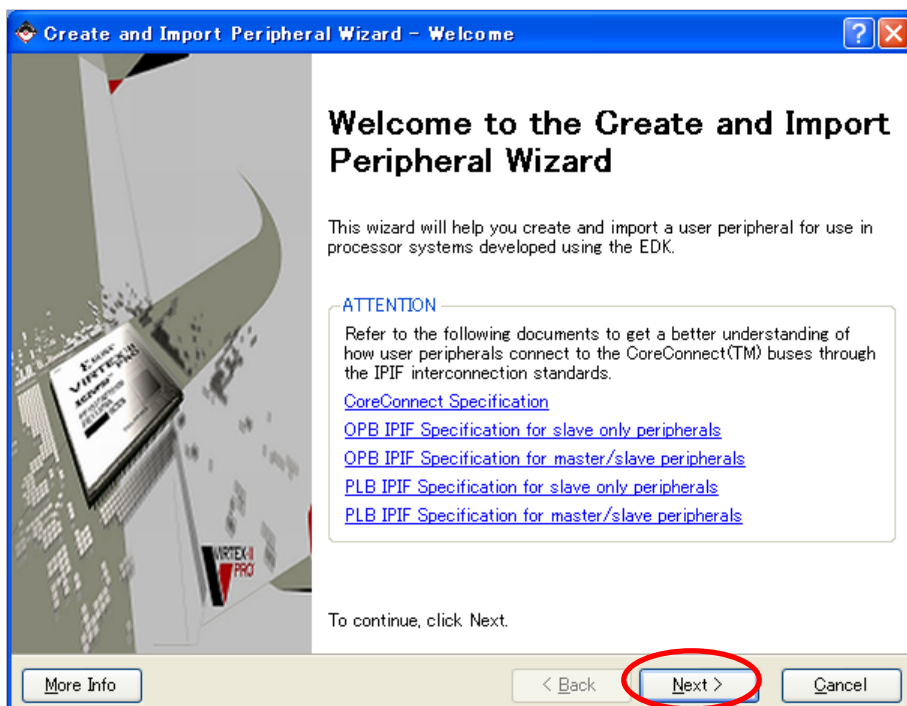 Create and Import Peripheral Wizard - Welcome
Welcome to the Create and Import
Peripheral Wizard
This wizard will help you create and import a user peripheral for use in
processor systems developed using the EDK.
ATTENTION
Refer to the following documents to get a better understanding of
how user peripherals connect to the CoreConnect(TM) buses through
the IPIF interconnection standards.
CoreConnect Specification
OPB IPIF Specification for slave only peripherals
OPB IPIF Specification for master/slave peripherals
PLB IPIF Specification for slave only peripherals
PLB IPIF Specification for master/slave peripherals
VIRTEX-II
PRO
To continue, click Next.
More Info
< Back
Next >
Cancel